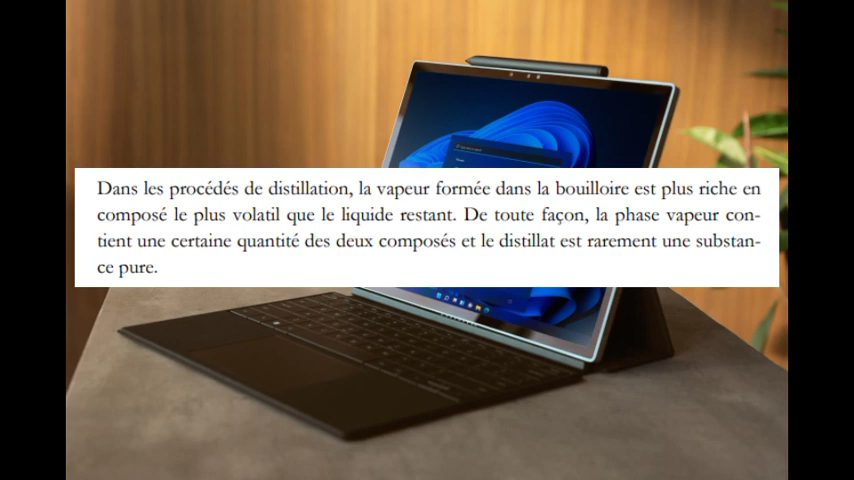 Dans les procédés de distillation, la vapeur formée dans la bouilloire est plus riche en
composé le plus volatil que le liquide restant. De toute façon, la phase vapeur con-
tient une certaine quantité des deux composés et le distillat est rarement une substan-
ce pure.